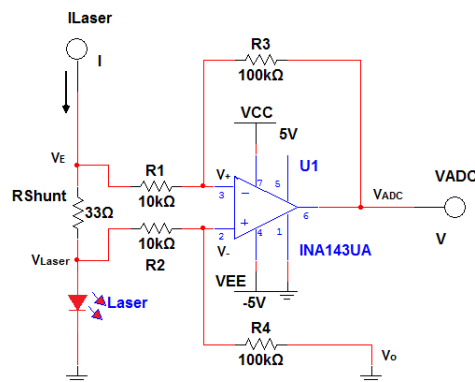 ILaser
I
R3
100kΩ
VCC
5V
U1
VE
R1
V+
7
5
VADC
RShunt
10kΩ
3
VADC
33Ω
10kΩ
2
6
V
VLaser
R2
V-
4
1
INA143UA
VEE
Laser
-5V
R4
100kΩ
Vo